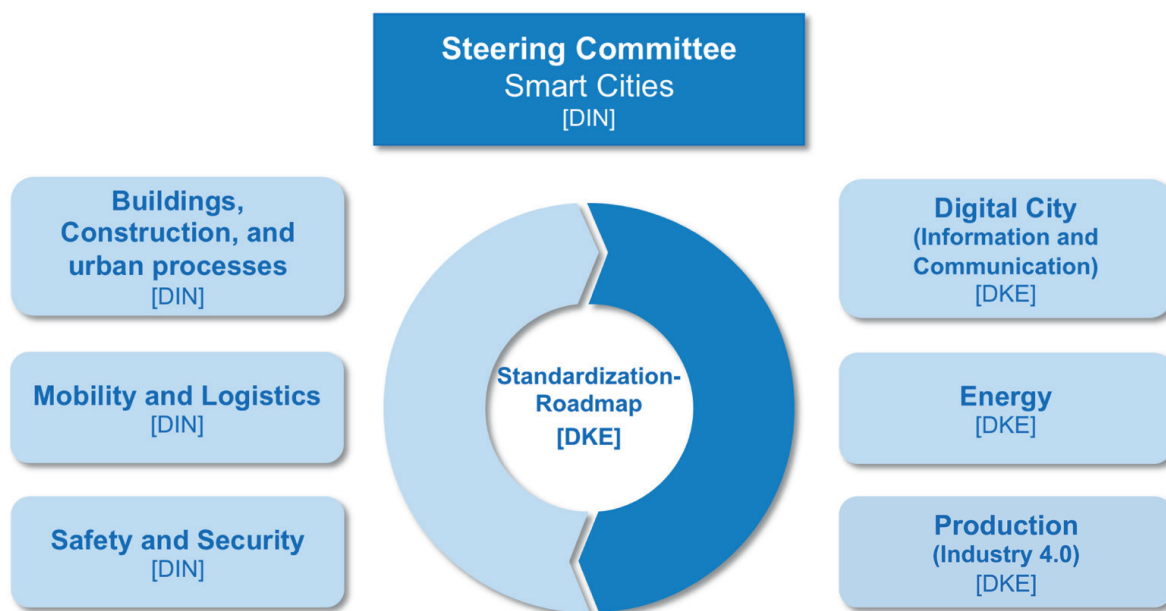 Steering Committee
Smart Cities
[DIN]
Buildings,
Construction, and
urban processes
[DIN]
Mobility and Logistics
[DIN]
Safety and Security
[DIN]
Standardization-
Roadmap
[DKE]
Digital City
(Information and
Communication)
[DKE]
Energy
[DKE]
Production
(Industry 4.0)
[DKE]